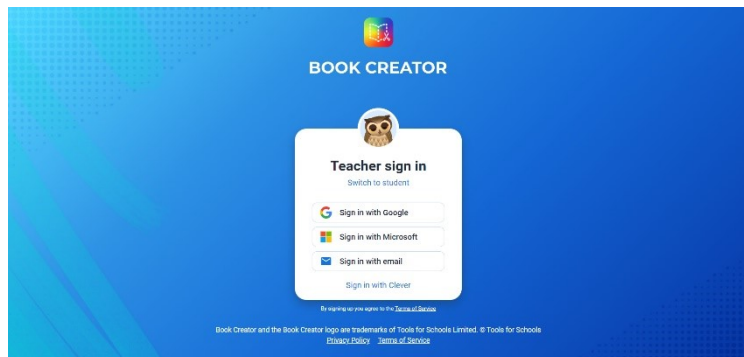 BOOK CREATOR
Teacher sign in
Switch to student
Sign in with Google
Sign in with Microsoft
Sign in with email
Sign in with Clever
By signing up you agree to the Terms of Service
Book Creator and the Book Creator logo are trademarks of Tools for Schools Limited. © Tools for Schools
Privacy Policy Terms of Service